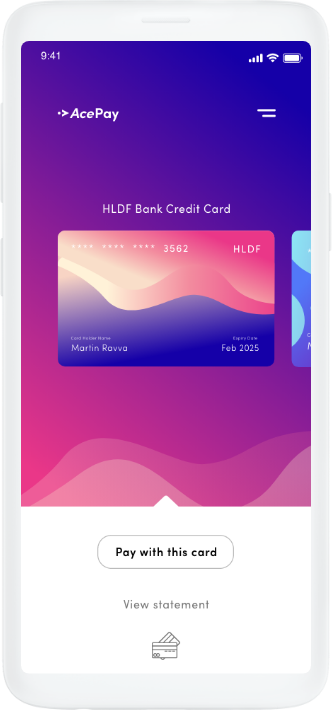 9:41
AcePay
HLDF Bank Credit Card
**** **** **** 3562 HLDF
Card Holder Name Expiry Date
Martin Ravva Feb 2025
Pay with this card
View statement